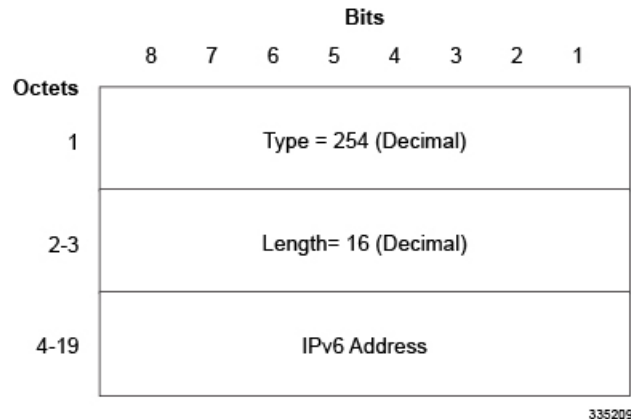 Bits
8 7 6 5 4 3 2 1
Octets
1 Type = 254 (Decimal)
2-3 Length= 16 (Decimal)
4-19 IPv6 Address
335209